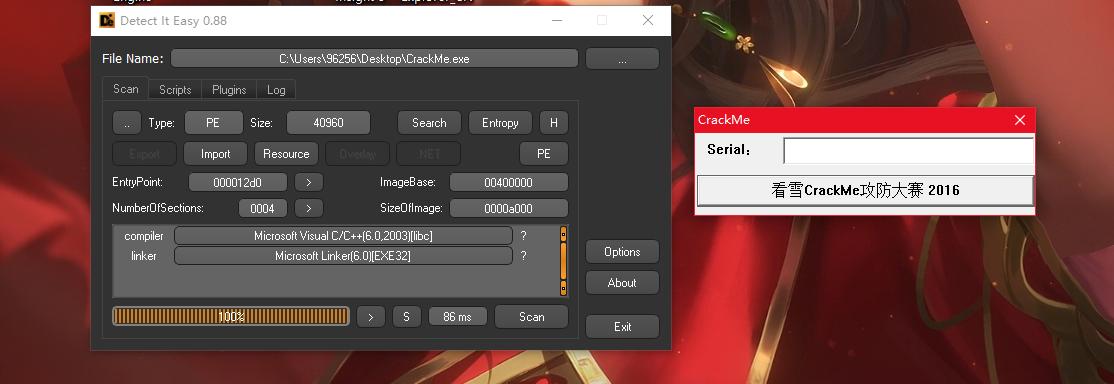 Detect It Easy 0.88
File Name: C:\Users\96256\Desktop\CrackMe.exe ...
Scan Scripts Plugins Log
.. Type: PE Size: 40960 Search Entropy H
Export Import Resource Overlay .NET PE
EntryPoint: 000012d0 > ImageBase: 00400000
NumberOfSections: 0004 > SizeOfImage: 0000a000
compiler Microsoft Visual C/C++(6.0,2003)[libc] ?
linker Microsoft Linker(6.0)[EXE32] ?
Options
About
100% > S 86 ms Scan
Exit
CrackMe
Serial：
看雪CrackMe攻防大赛 2016